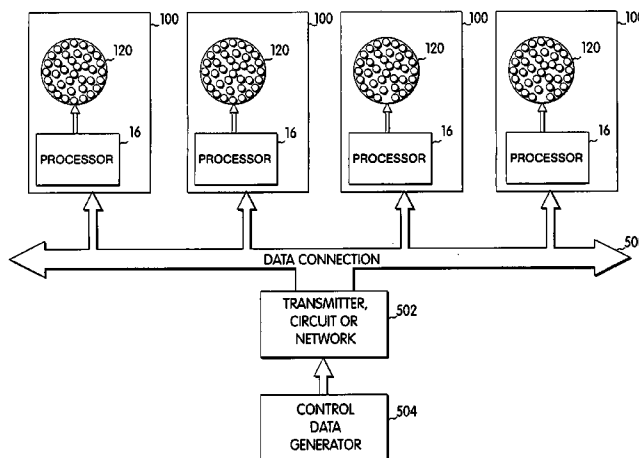 100
100
100
120
120
120
120
16
16
16
16
PROCESSOR
PROCESSOR
PROCESSOR
PROCESSOR
DATA CONNECTION
TRANSMITTER,
CIRCUIT OR
NETWORK
502
CONTROL
DATA
GENERATOR
504